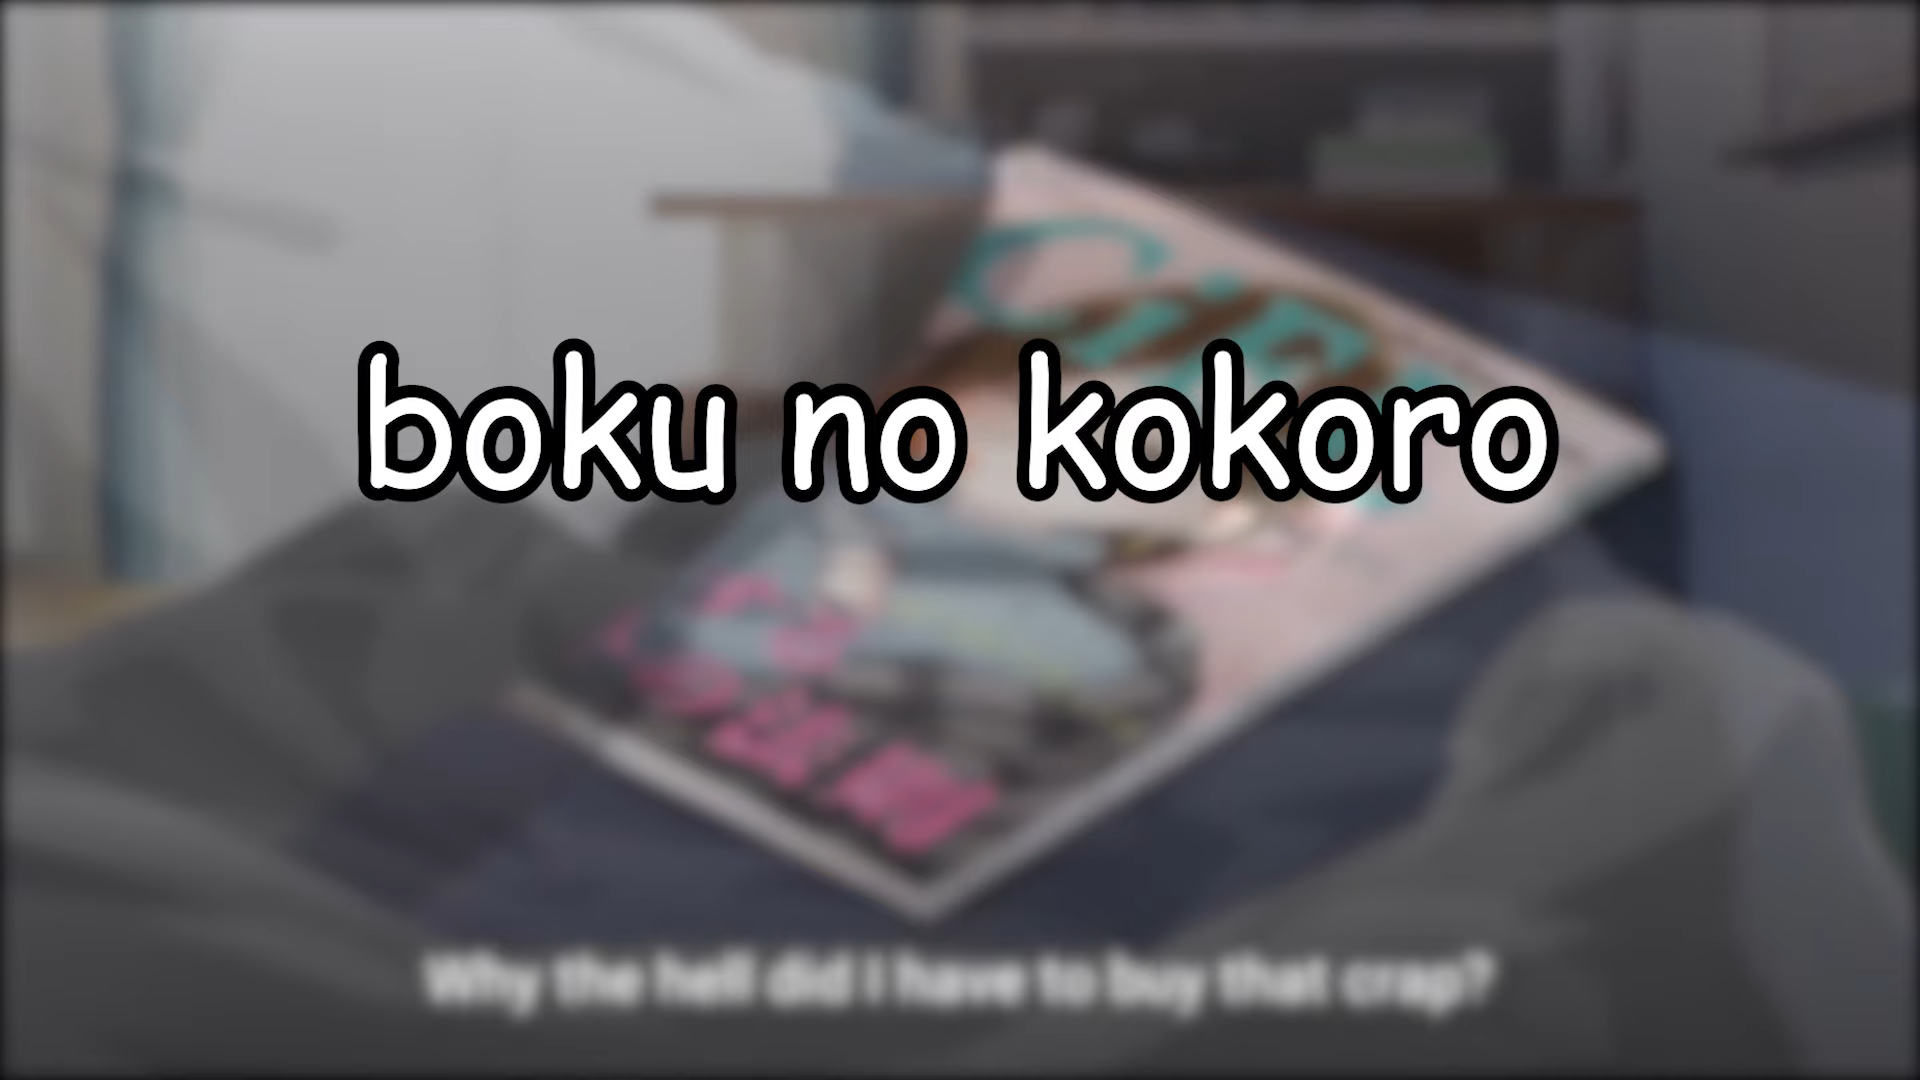 boku no kokoro
Why the hell did I have to buy that crap?